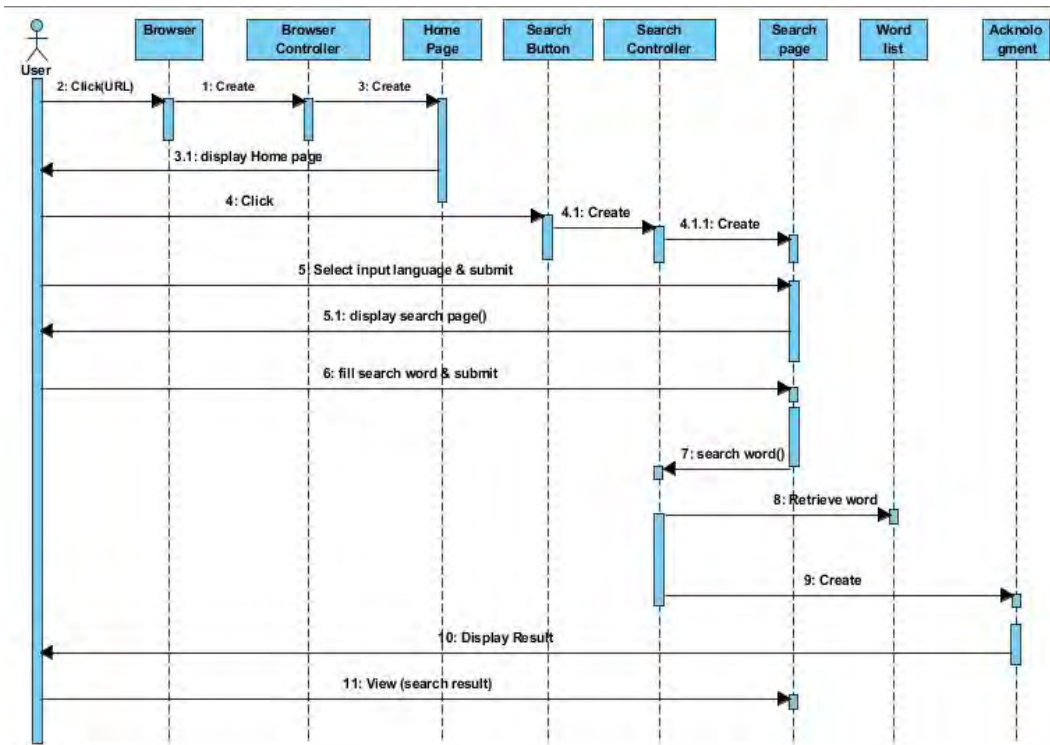 Browser
Browser
Controller
Home
Page
Search
Button
Search
Controller
Search
page
Word
list
Acknolo
gment
User
2: Click(URL)
1: Create
3: Create
3.1: display Home page
4: Click
4.1: Create
4.1.1: Create
5: Select input language & submit
5.1: display search page()
6: fill search word & submit
7: search word()
8: Retrieve word
9: Create
10: Display Result
11: View (search result)